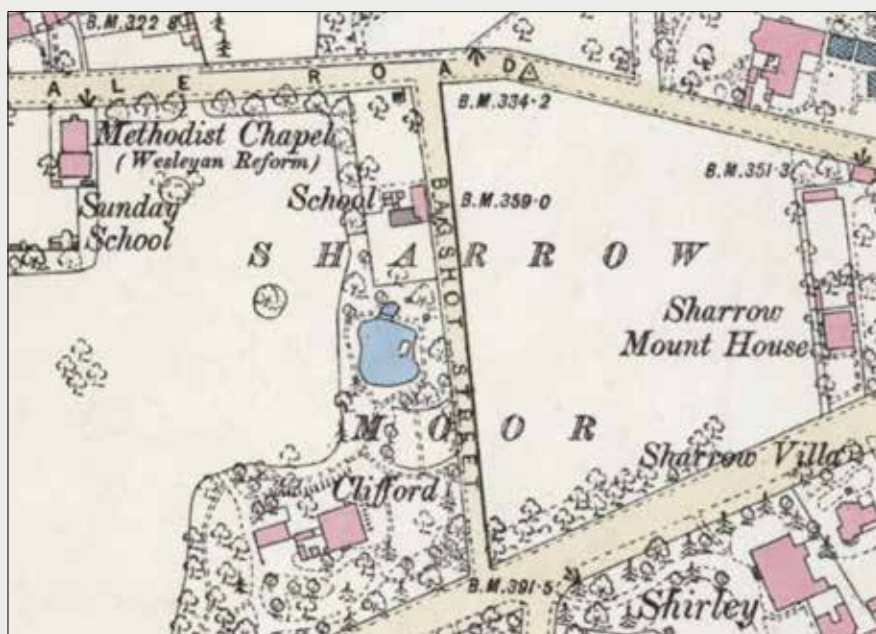 B.M.322·8
A L E R O A D
B.M.334·2
Methodist Chapel
(Wesleyan Reform)
B.M.351·3
School
B.M.359·0
BAGSHOT STREET
Sunday
School
S H A R R O W
Sharrow
Mount House
M O O R
Sharrow Villa
Clifford
B.M.391·5
Shirley